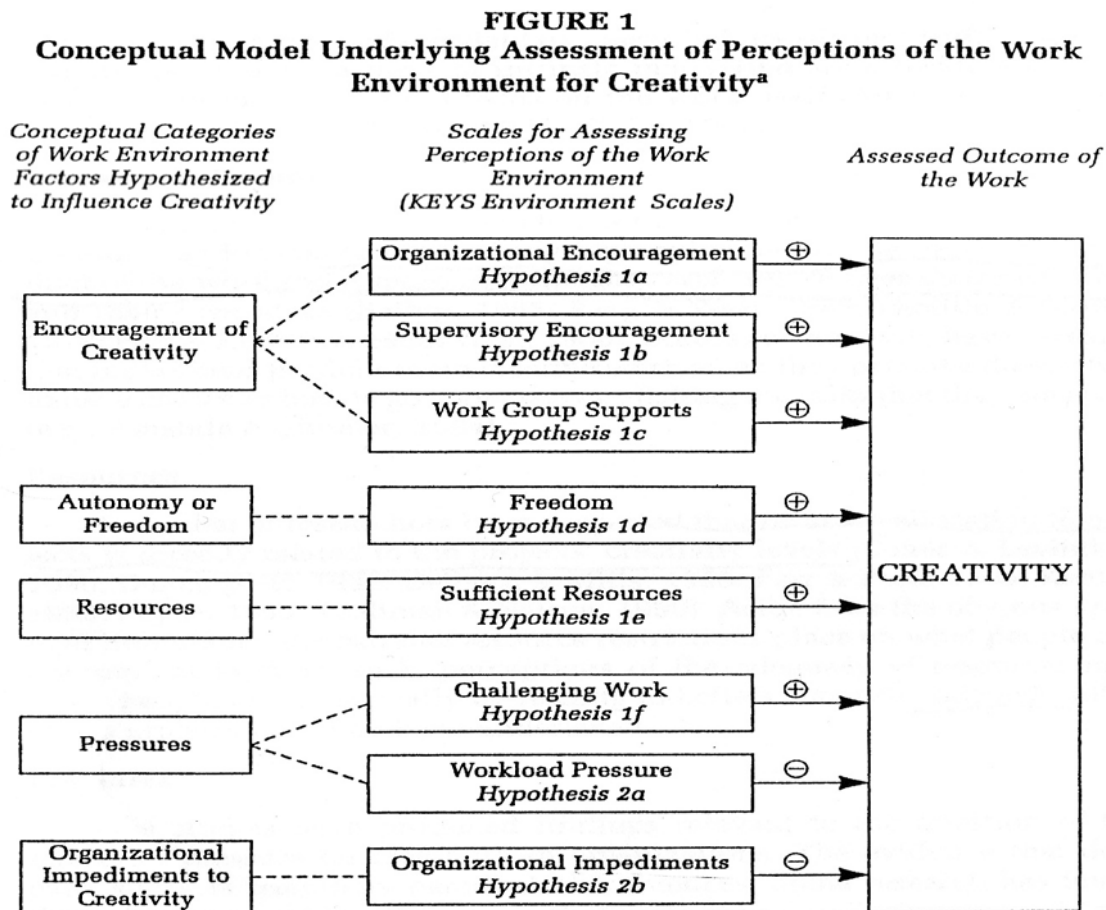 FIGURE 1
Conceptual Model Underlying Assessment of Perceptions of the Work
Environment for Creativityᵃ
Conceptual Categories
of Work Environment
Factors Hypothesized
to Influence Creativity
Scales for Assessing
Perceptions of the Work
Environment
(KEYS Environment Scales)
Assessed Outcome of
the Work
Encouragement of
Creativity
Organizational Encouragement
Hypothesis 1a
⊕
Supervisory Encouragement
Hypothesis 1b
⊕
Work Group Supports
Hypothesis 1c
⊕
Autonomy or
Freedom
Freedom
Hypothesis 1d
⊕
Resources
Sufficient Resources
Hypothesis 1e
⊕
Pressures
Challenging Work
Hypothesis 1f
⊕
Workload Pressure
Hypothesis 2a
⊖
Organizational
Impediments to
Creativity
Organizational Impediments
Hypothesis 2b
⊖
CREATIVITY